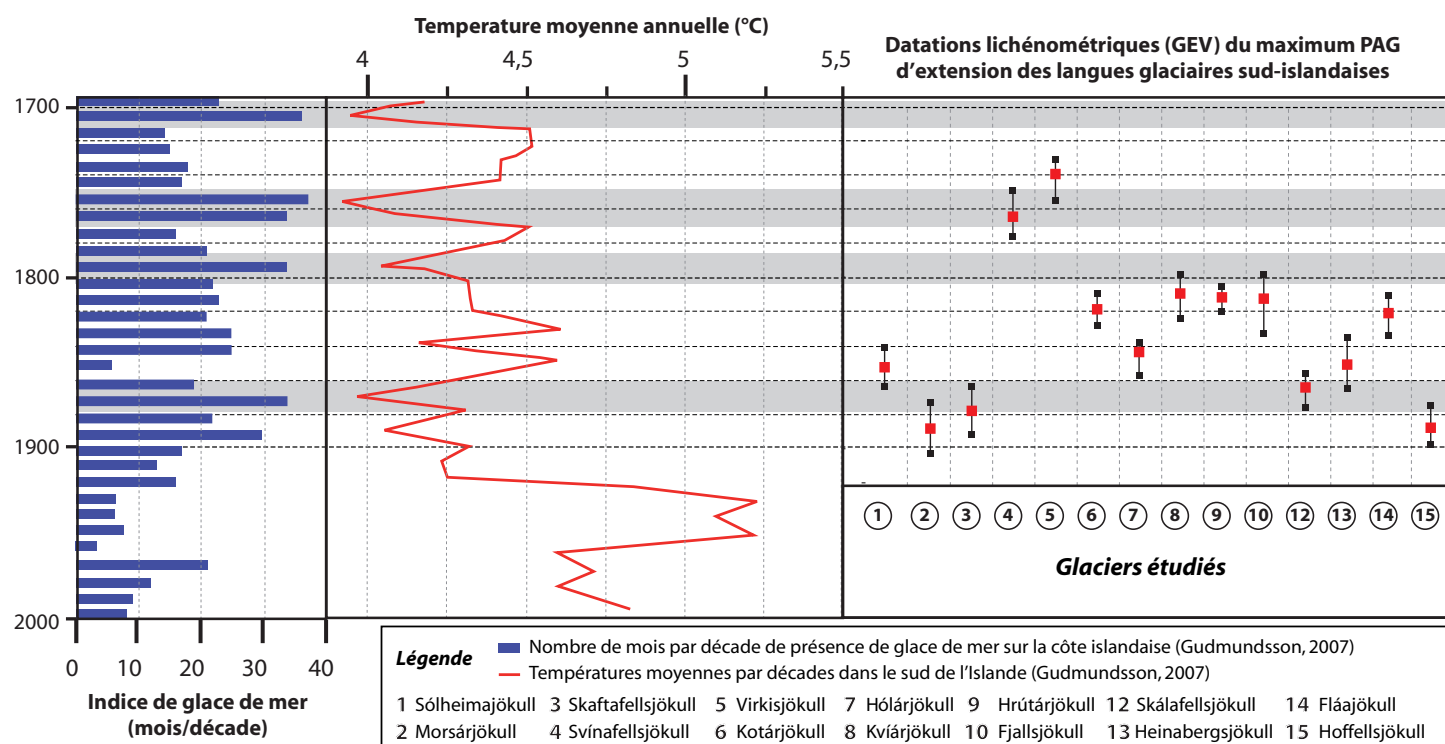 Temperature moyenne annuelle (°C)
4 4,5 5 5,5
Datations lichénométriques (GEV) du maximum PAG
d'extension des langues glaciaires sud-islandaises
1700
1800
1900
2000
0 10 20 30 40
Indice de glace de mer
(mois/décade)
1 2 3 4 5 6 7 8 9 10 12 13 14 15
Glaciers étudiés
Légende
Nombre de mois par décade de présence de glace de mer sur la côte islandaise (Gudmundsson, 2007)
Températures moyennes par décades dans le sud de l'Islande (Gudmundsson, 2007)
1 Sólheimajökull 3 Skaftafellsjökull 5 Virkisjökull 7 Hólárjökull 9 Hrútárjökull 12 Skálafellsjökull 14 Fláajökull
2 Morsárjökull 4 Svínafellsjökull 6 Kotárjökull 8 Kvíárjökull 10 Fjallsjökull 13 Heinabergsjökull 15 Hoffellsjökull